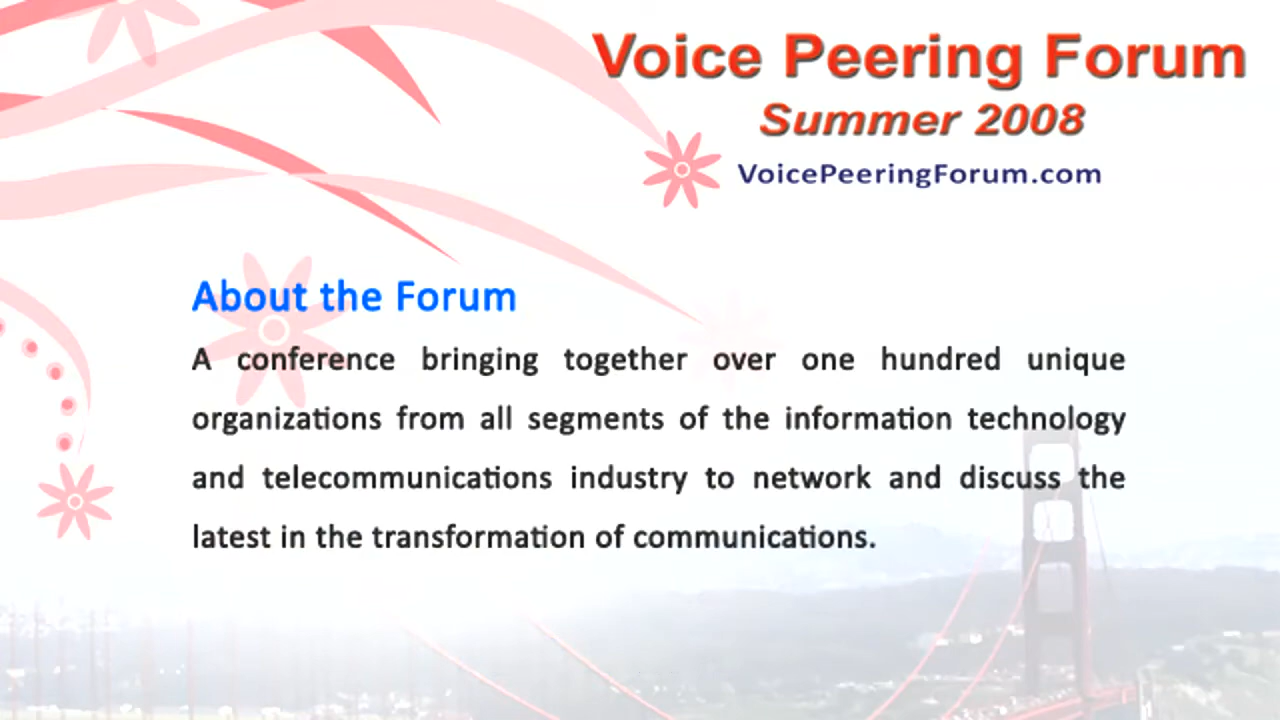 Voice Peering Forum
Summer 2008
VoicePeeringForum.com
About the Forum
A conference bringing together over one hundred unique
organizations from all segments of the information technology
and telecommunications industry to network and discuss the
latest in the transformation of communications.